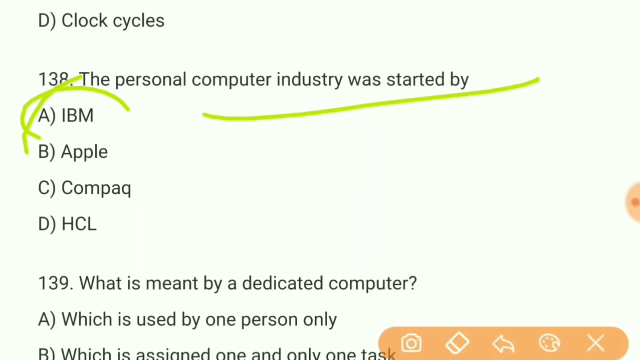 D) Clock cycles
138. The personal computer industry was started by
A) IBM
B) Apple
C) Compaq
D) HCL
139. What is meant by a dedicated computer?
A) Which is used by one person only
B) Which is assigned one and only one task